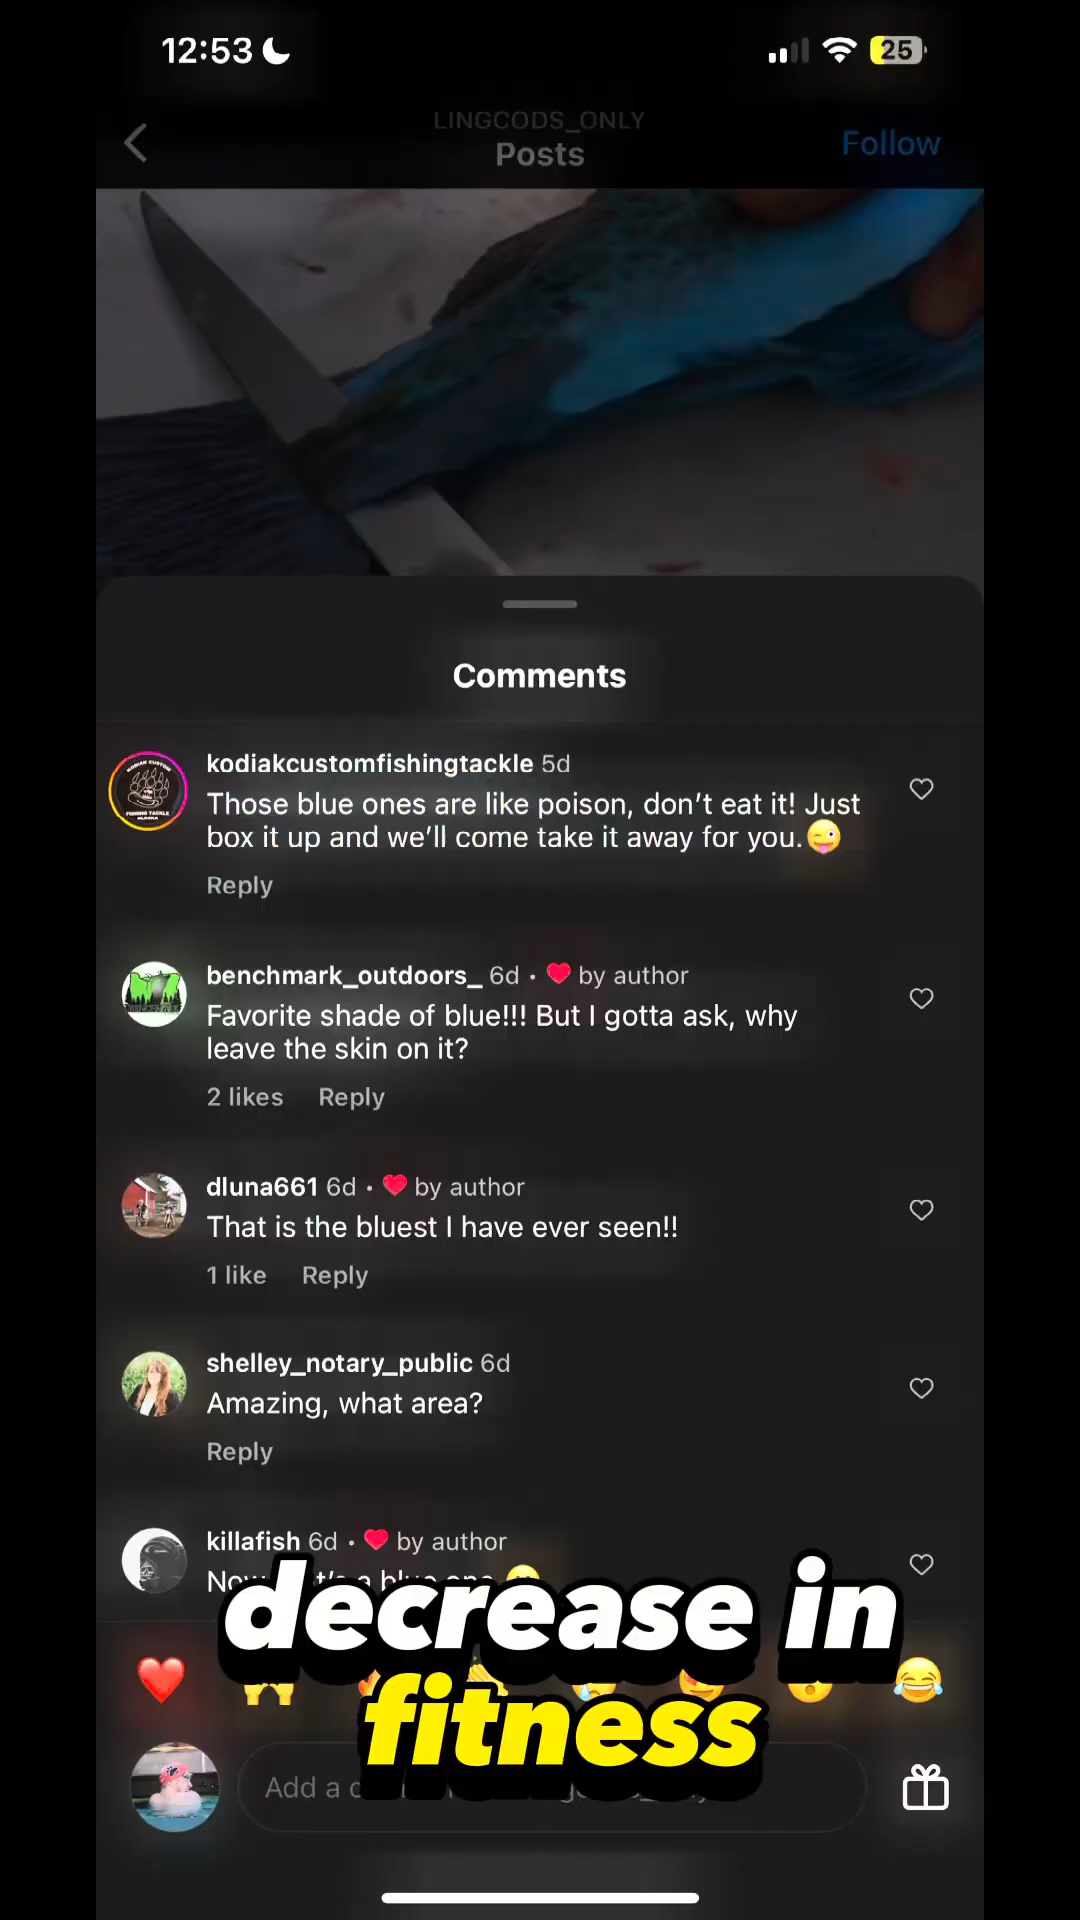 12:53
25
LINGCODS_ONLY
Posts
Follow
Comments
kodiakcustomfishingtackle 5d
Those blue ones are like poison, don’t eat it! Just
box it up and we’ll come take it away for you.😜
Reply
benchmark_outdoors_ 6d • ❤️ by author
Favorite shade of blue!!! But I gotta ask, why
leave the skin on it?
2 likes Reply
dluna661 6d • ❤️ by author
That is the bluest I have ever seen!!
1 like Reply
shelley_notary_public 6d
Amazing, what area?
Reply
killafish 6d • ❤️ by author
a blue one
decrease in
fitness
Add a